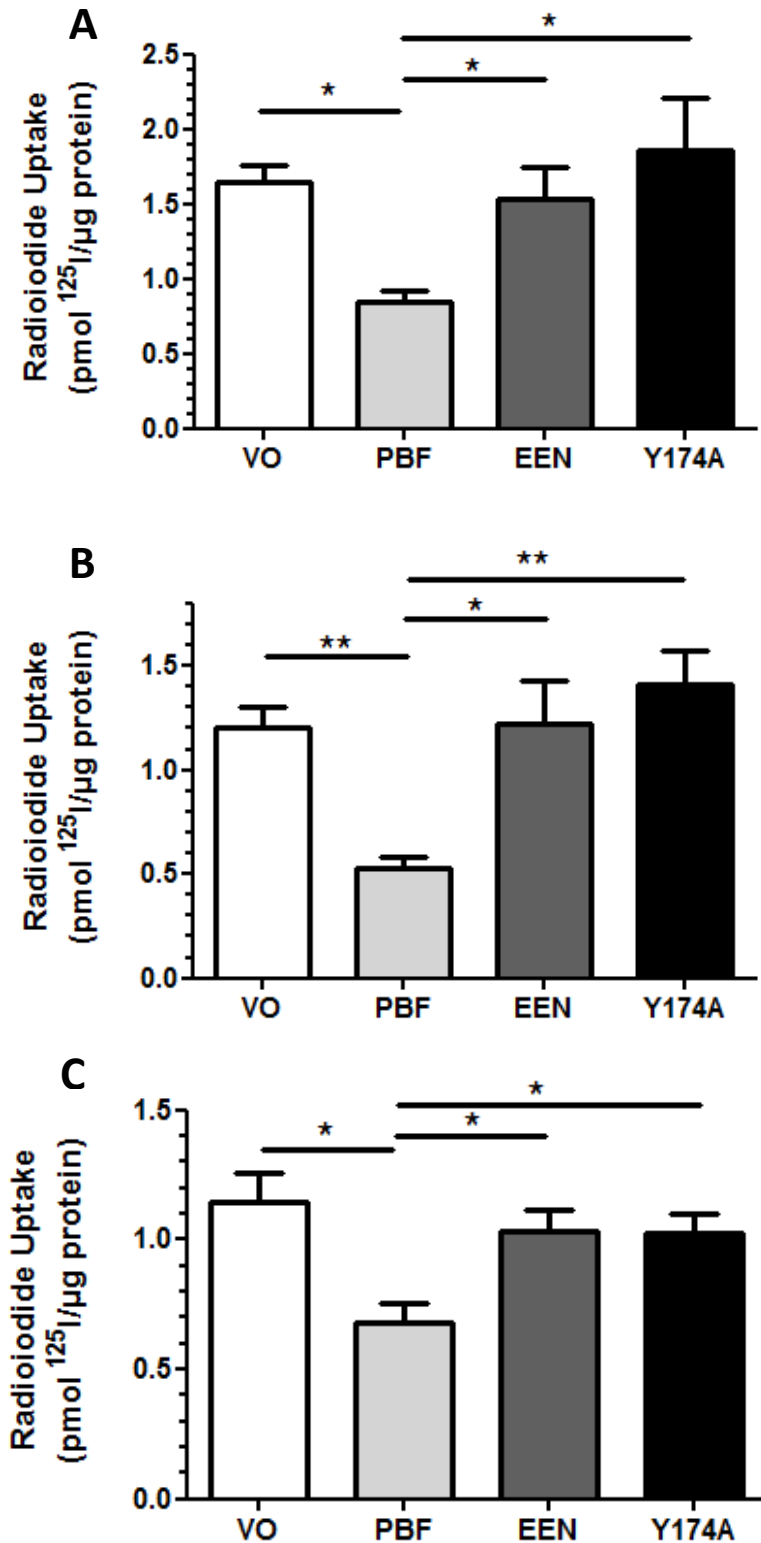 A
*
*
*
Radioiodide Uptake
(pmol ¹²⁵I/µg protein)
2.5
2.0
1.5
1.0
0.5
0.0
VO PBF EEN Y174A
B
**
*
**
Radioiodide Uptake
(pmol ¹²⁵I/µg protein)
1.5
1.0
0.5
0.0
VO PBF EEN Y174A
C
*
*
*
Radioiodide Uptake
(pmol ¹²⁵I/µg protein)
1.5
1.0
0.5
0.0
VO PBF EEN Y174A